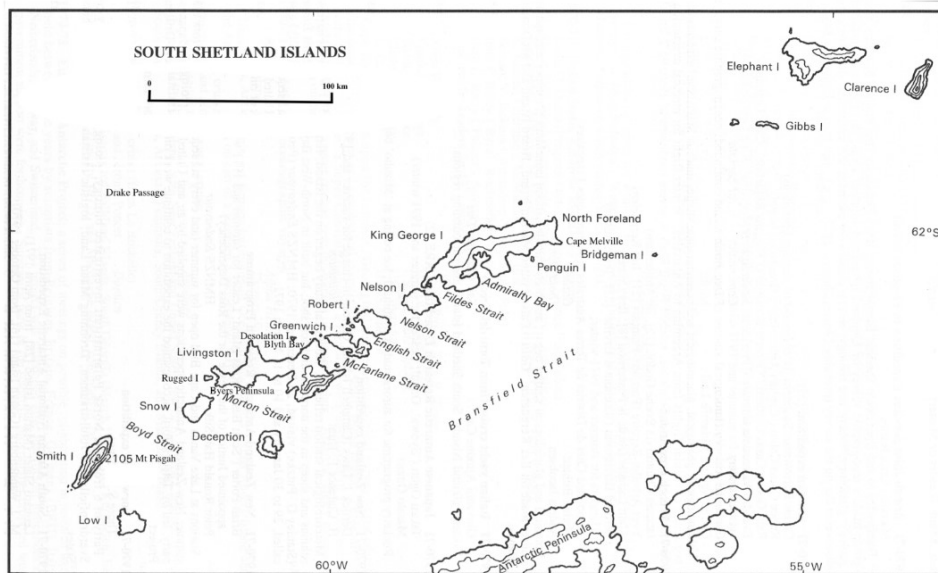 SOUTH SHETLAND ISLANDS
0 100 km
Elephant I
Clarence I
Gibbs I
Drake Passage
North Foreland
King George I
Cape Melville
62°S
Bridgeman I
Penguin I
Admiralty Bay
Nelson I
Fildes Strait
Robert I
Nelson Strait
Greenwich I
Desolation I
Blyth Bay
English Strait
Livingston I
McFarlane Strait
Rugged I
Byers Peninsula
Morton Strait
Snow I
Bransfield Strait
Boyd Strait
Deception I
Smith I
2105 Mt Pisgah
Low I
Antarctic Peninsula
60°W
55°W